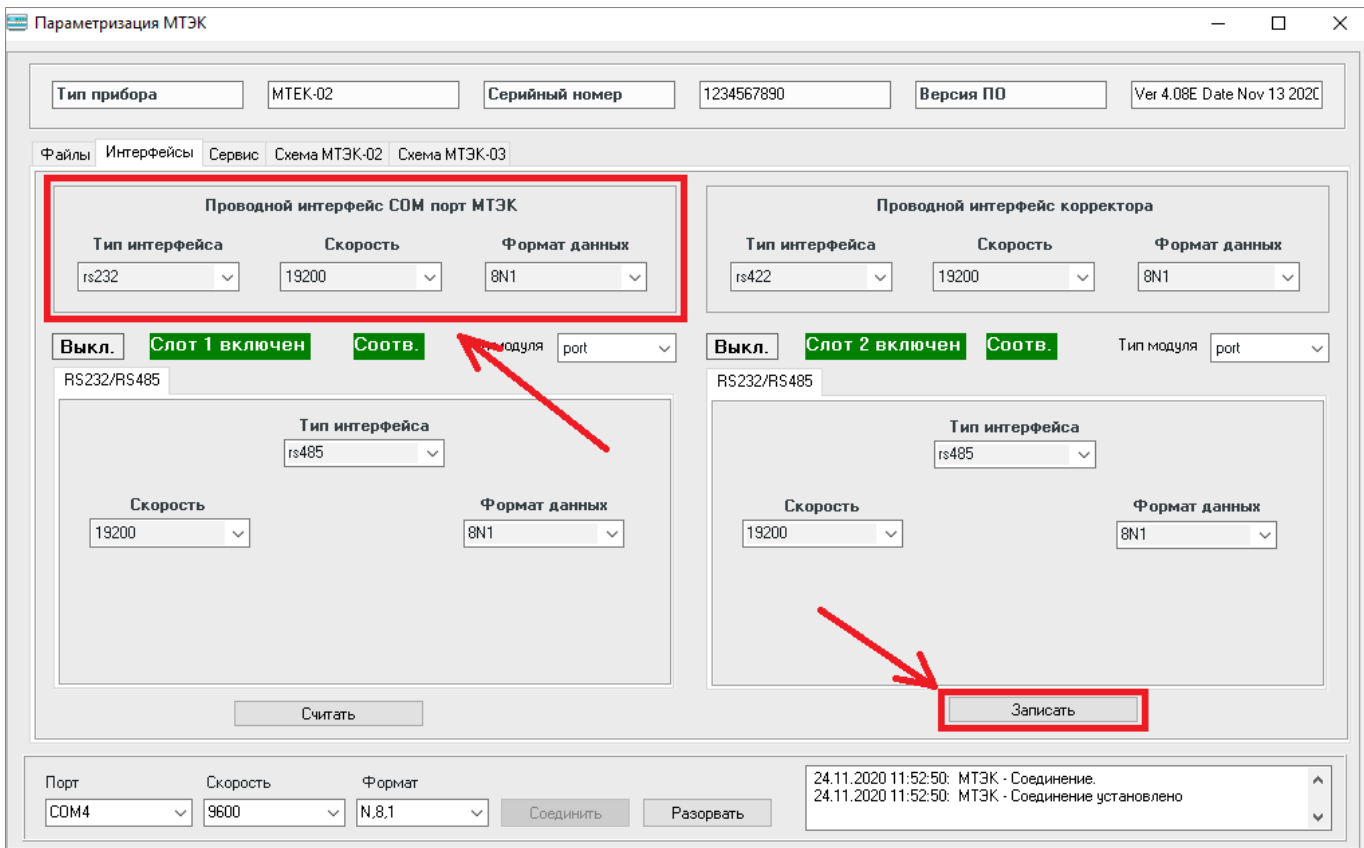 Параметризация МТЭК
Тип прибора MTEK-02 Серийный номер 1234567890 Версия ПО Ver 4.08E Date Nov 13 2020
Файлы Интерфейсы Сервис Схема МТЭК-02 Схема МТЭК-03
Проводной интерфейс COM порт МТЭК
Тип интерфейса Скорость Формат данных
rs232 19200 8N1
Проводной интерфейс корректора
Тип интерфейса Скорость Формат данных
rs422 19200 8N1
Выкл. Слот 1 включен Соотв. модуля port
RS232/RS485
Тип интерфейса
rs485
Скорость Формат данных
19200 8N1
Считать
Выкл. Слот 2 включен Соотв. Тип модуля port
RS232/RS485
Тип интерфейса
rs485
Скорость Формат данных
19200 8N1
Записать
Порт Скорость Формат
COM4 9600 N,8,1 Соединить Разорвать
24.11.2020 11:52:50: МТЭК - Соединение.
24.11.2020 11:52:50: МТЭК - Соединение установлено